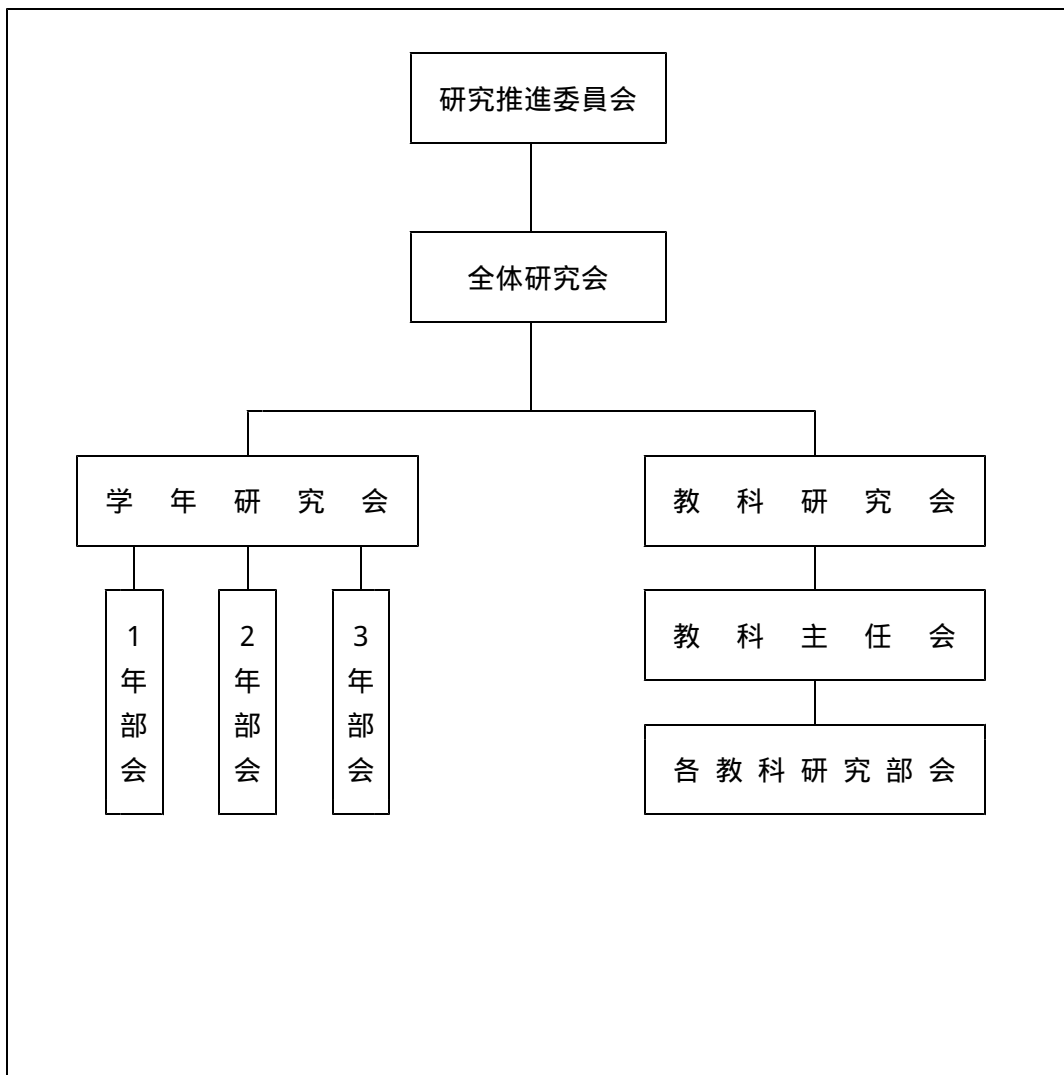 研究推進委員会
全体研究会
学年研究会
教科研究会
1年部会
2年部会
3年部会
教科主任会
各教科研究部会